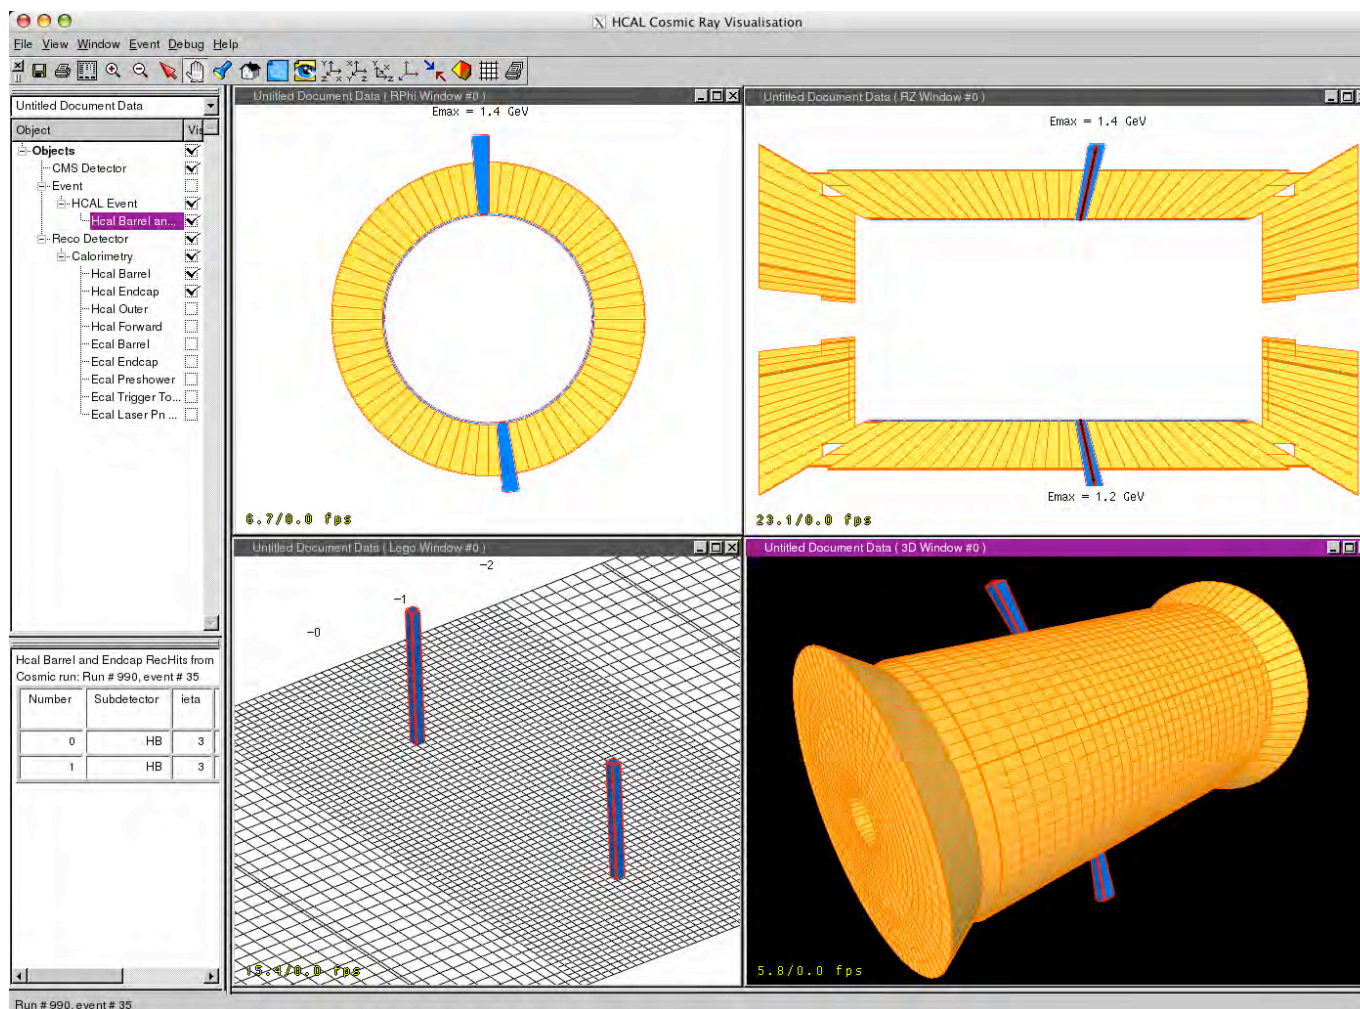 HCAL Cosmic Ray Visualisation
File View Window Event Debug Help
Untitled Document Data
Object Vis
Objects
CMS Detector
Event
HCAL Event
Hcal Barrel an...
Reco Detector
Calorimetry
Hcal Barrel
Hcal Endcap
Hcal Outer
Hcal Forward
Ecal Barrel
Ecal Endcap
Ecal Preshower
Ecal Trigger To...
Ecal Laser Pn ...
Hcal Barrel and Endcap RecHits from
Cosmic run: Run # 990, event # 35
Number Subdetector ieta
0 HB 3
1 HB 3
Untitled Document Data ( RPhi Window #0 )
Emax = 1.4 GeV
6.7/0.0 fps
Untitled Document Data ( RZ Window #0 )
Emax = 1.4 GeV
Emax = 1.2 GeV
23.1/0.0 fps
Untitled Document Data ( Lego Window #0 )
-2
-1
-0
15.4/0.0 fps
Untitled Document Data ( 3D Window #0 )
5.8/0.0 fps
Run # 990, event # 35